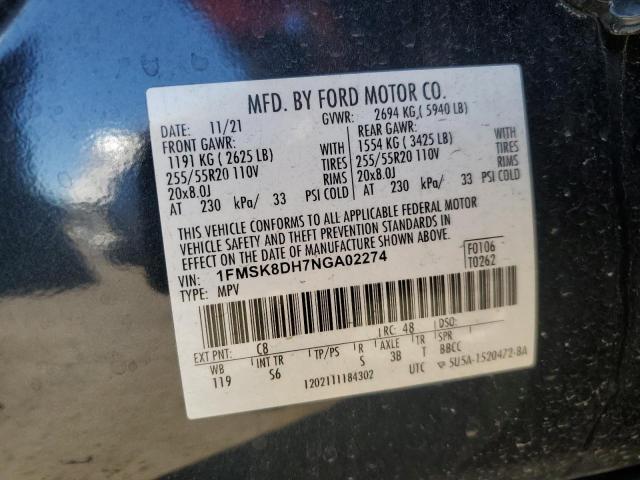 MFD. BY FORD MOTOR CO.
DATE: 11/21 GVWR: 2694 KG ( 5940 LB)
FRONT GAWR: REAR GAWR:
1191 KG ( 2625 LB) WITH 1554 KG ( 3425 LB) WITH
255/55R20 110V TIRES 255/55R20 110V TIRES
20x8.0J RIMS 20x8.0J RIMS
AT 230 kPa/ 33 PSI COLD AT 230 kPa/ 33 PSI COLD
THIS VEHICLE CONFORMS TO ALL APPLICABLE FEDERAL MOTOR
VEHICLE SAFETY AND THEFT PREVENTION STANDARDS IN
EFFECT ON THE DATE OF MANUFACTURE SHOWN ABOVE.
VIN: 1FMSK8DH7NGA02274 F0106
TYPE: MPV T0262
EXT PNT: C8 RC: 48 DSO:
WB INT TR TP/PS R AXLE TR SPR
119 S6 S 3B T BBCC
1202111184302 UTC 5U5A-1520472-BA